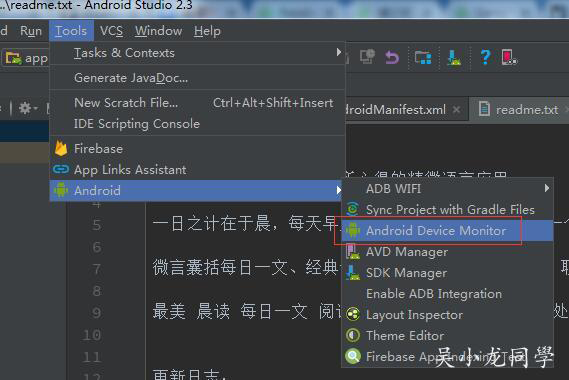 ..\readme.txt - Android Studio 2.3
d Run Tools VCS Window Help
app
Tasks & Contexts
Generate JavaDoc...
New Scratch File... Ctrl+Alt+Shift+Insert
IDE Scripting Console
Firebase
App Links Assistant
Android
droidManifest.xml
readme.txt
ADB WIFI
Sync Project with Gradle Files
Android Device Monitor
AVD Manager
SDK Manager
Enable ADB Integration
Layout Inspector
Theme Editor
Firebase App Indexing Test
4
5 一日之计在于晨，每天早
6
7 微言囊括每日一文、经典
8
9 最美 晨读 每日一文 阅读 处
10
11
12 更新日志.
吴小龙同學